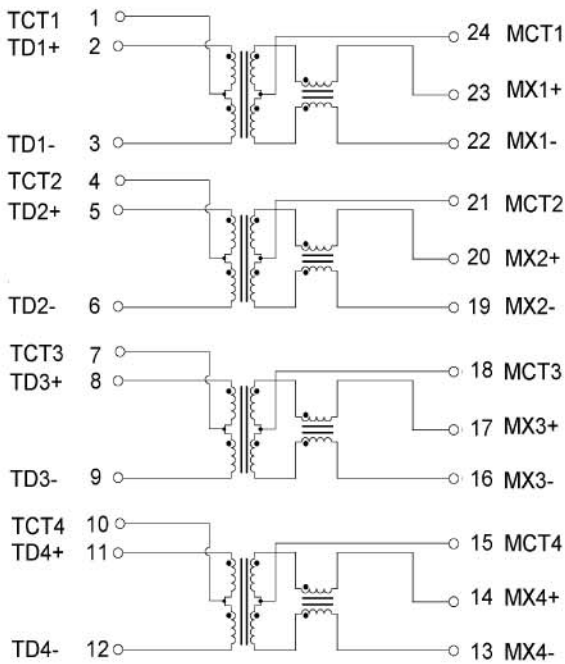 TCT1 1
24 MCT1
TD1+ 2
23 MX1+
TD1- 3
22 MX1-
TCT2 4
21 MCT2
TD2+ 5
20 MX2+
TD2- 6
19 MX2-
TCT3 7
18 MCT3
TD3+ 8
17 MX3+
TD3- 9
16 MX3-
TCT4 10
15 MCT4
TD4+ 11
14 MX4+
TD4- 12
13 MX4-